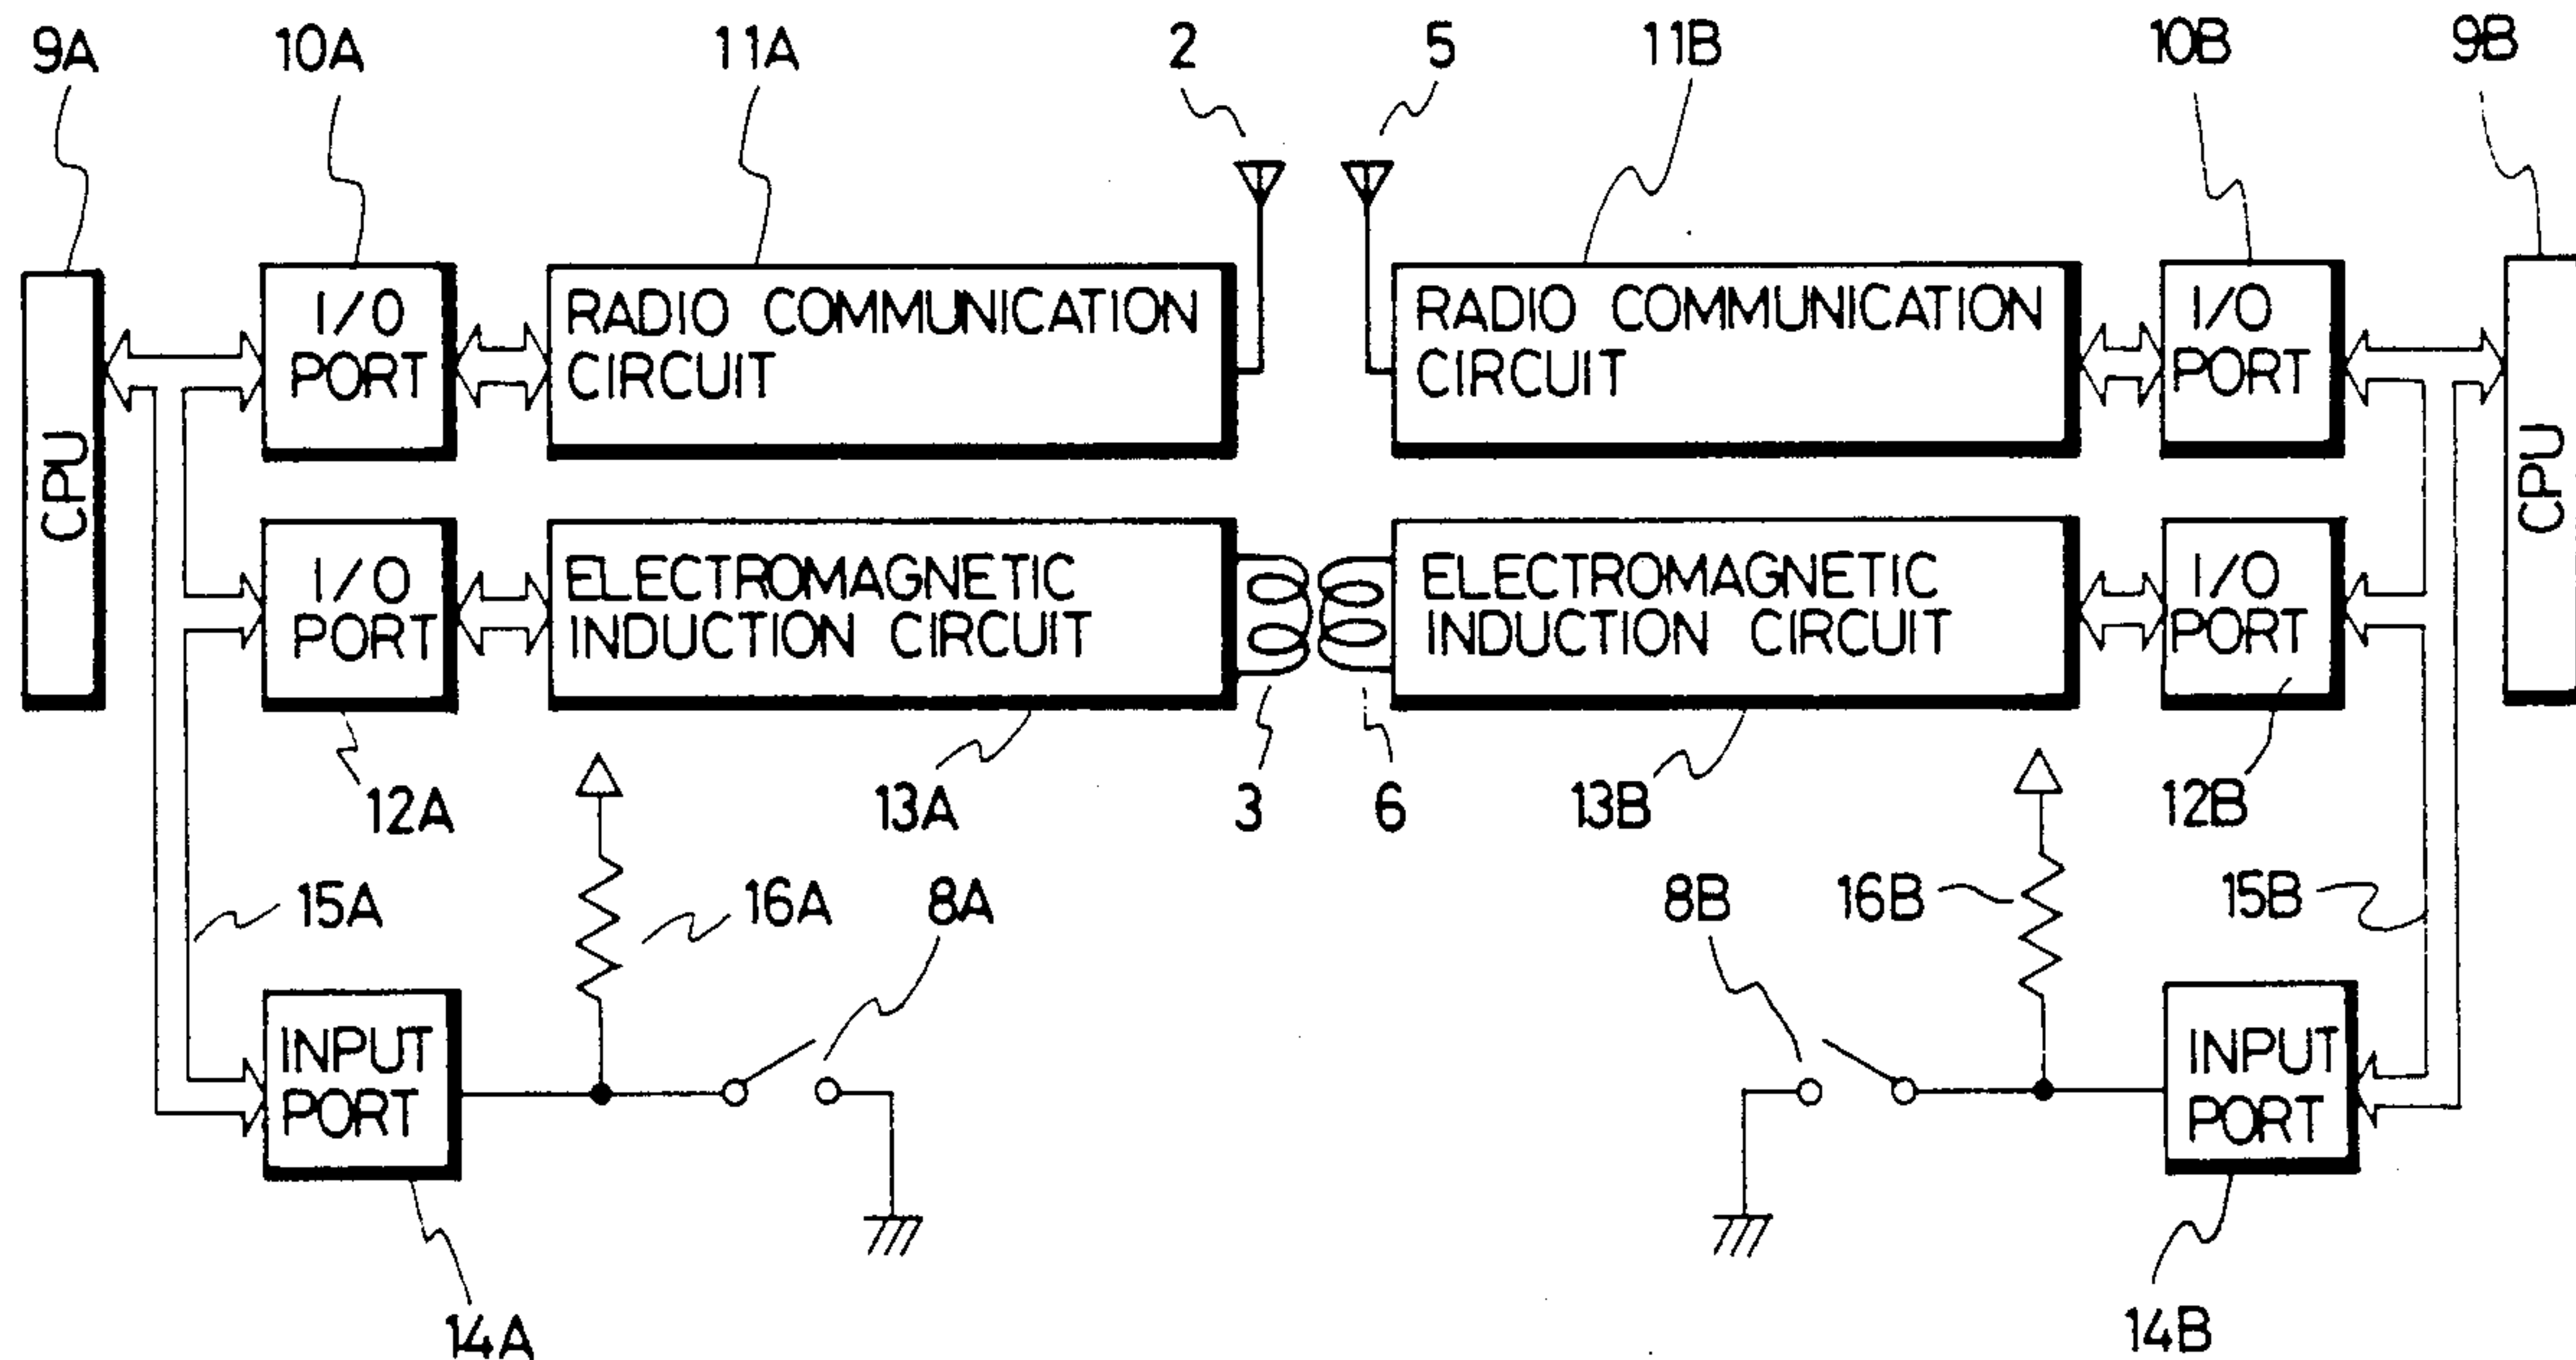 9A
10A
11A
2
5
11B
10B
9B
CPU
I/O
PORT
RADIO COMMUNICATION
CIRCUIT
RADIO COMMUNICATION
CIRCUIT
I/O
PORT
CPU
I/O
PORT
ELECTROMAGNETIC
INDUCTION CIRCUIT
ELECTROMAGNETIC
INDUCTION CIRCUIT
I/O
PORT
12A
13A
3
6
13B
12B
15A
16A
8A
8B
16B
15B
INPUT
PORT
INPUT
PORT
14A
14B